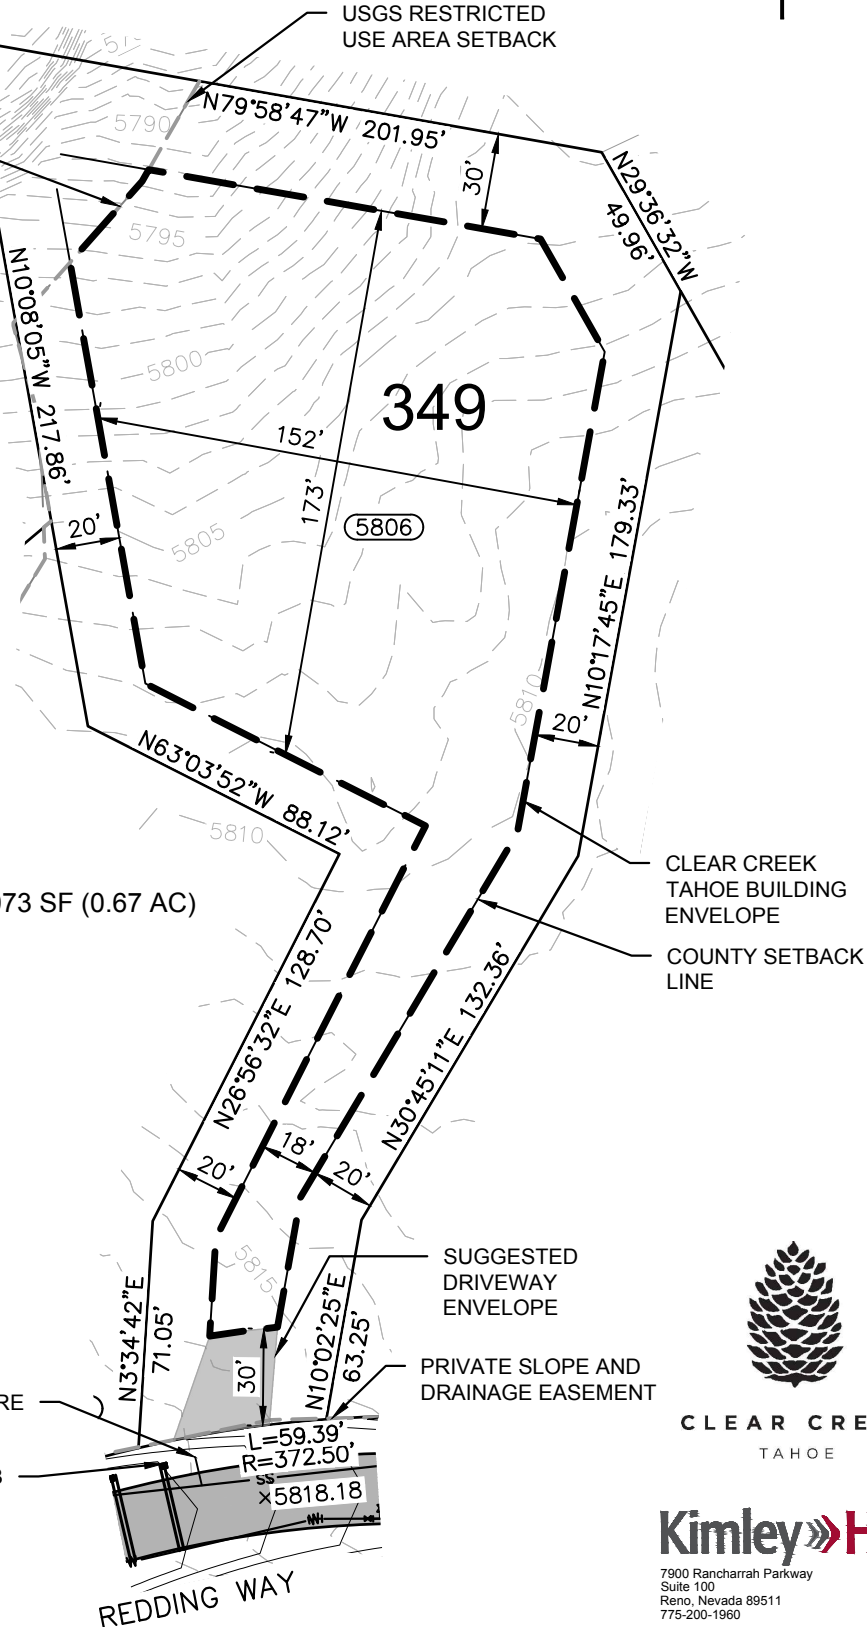 USGS RESTRICTED
USE AREA SETBACK
5790
N79°58'47"W 201.95'
30'
N29°36'32"W
49.96'
5795
N10°08'05"W 217.86'
5800
349
152'
173'
5806
20'
5805
N10°17'45"E 179.33'
5810
20'
N63°03'52"W 88.12'
5810
CLEAR CREEK
TAHOE BUILDING
ENVELOPE
073 SF (0.67 AC)
COUNTY SETBACK
LINE
N26°56'32"E 128.70'
N30°45'11"E 132.36'
18'
20'
20'
5815
SUGGESTED
DRIVEWAY
ENVELOPE
N3°34'42"E
71.05'
N10°02'25"E
63.25'
30'
PRIVATE SLOPE AND
DRAINAGE EASEMENT
RE
L=59.39'
R=372.50'
SS
×5818.18
REDDING WAY
CLEAR CRE
TAHOE
Kimley»H
7900 Rancharrah Parkway
Suite 100
Reno, Nevada 89511
775-200-1960